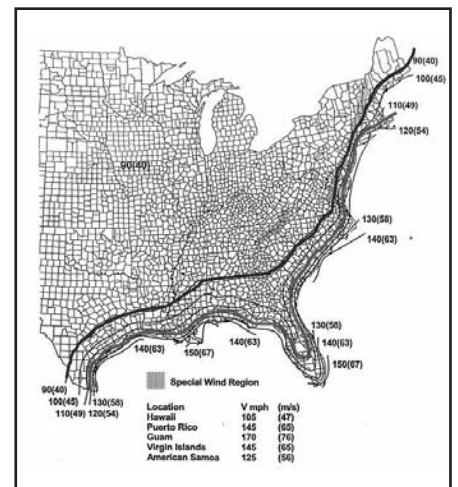 90(40)
100(45)
110(49)
120(54)
90(40)
130(58)
140(63)
130(58)
140(63)
150(67)
140(63)
150(67)
140(63)
90(40)
100(45)
130(58)
110(49) 120(54)
Special Wind Region
Location V mph (m/s)
Hawaii 105 (47)
Puerto Rico 145 (65)
Guam 170 (76)
Virgin Islands 145 (65)
American Samoa 125 (56)